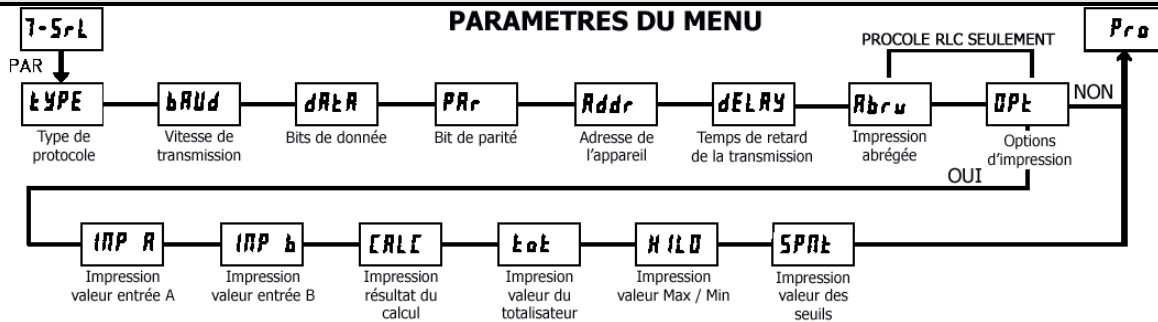 PARAMETRES DU MENU
7-SrL
Pro
PROCOLE RLC SEULEMENT
PAR
tYPE
bAUd
dAtA
PAr
Addr
dELAY
Abrv
OPt
NON
Type de
protocole
Vitesse de
transmission
Bits de donnée
Bit de parité
Adresse de
l'appareil
Temps de retard
de la transmission
Impression
abrégée
Options
d'impression
OUI
INP A
INP b
CALC
tot
HILO
SPNt
Impression
valeur entrée A
Impression
valeur entrée B
Impression
résultat du
calcul
Impresion
valeur du
totalisateur
Impression
valeur Max / Min
Impression
valeur des
seuils